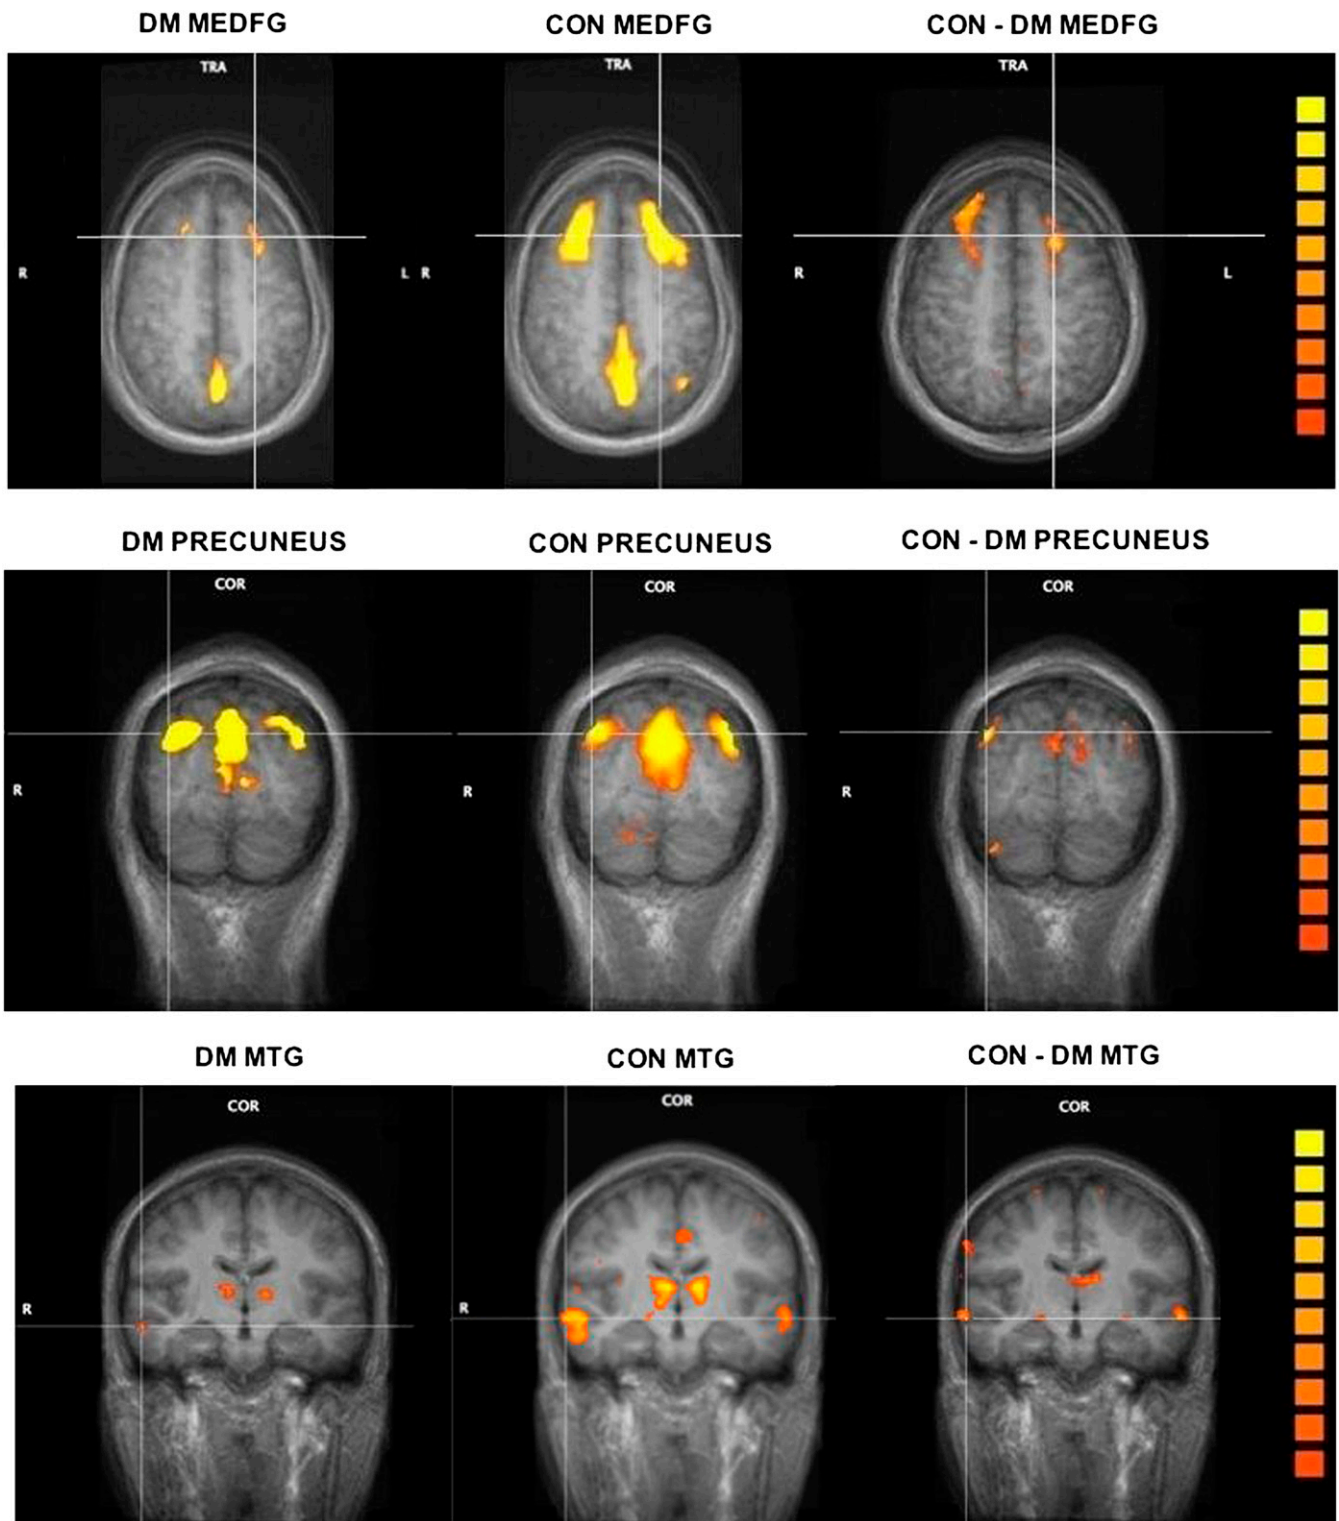 DM MEDFG CON MEDFG CON - DM MEDFG
TRA TRA TRA
R L R R L
DM PRECUNEUS CON PRECUNEUS CON - DM PRECUNEUS
COR COR COR
R R R
DM MTG CON MTG CON - DM MTG
COR COR COR
R R